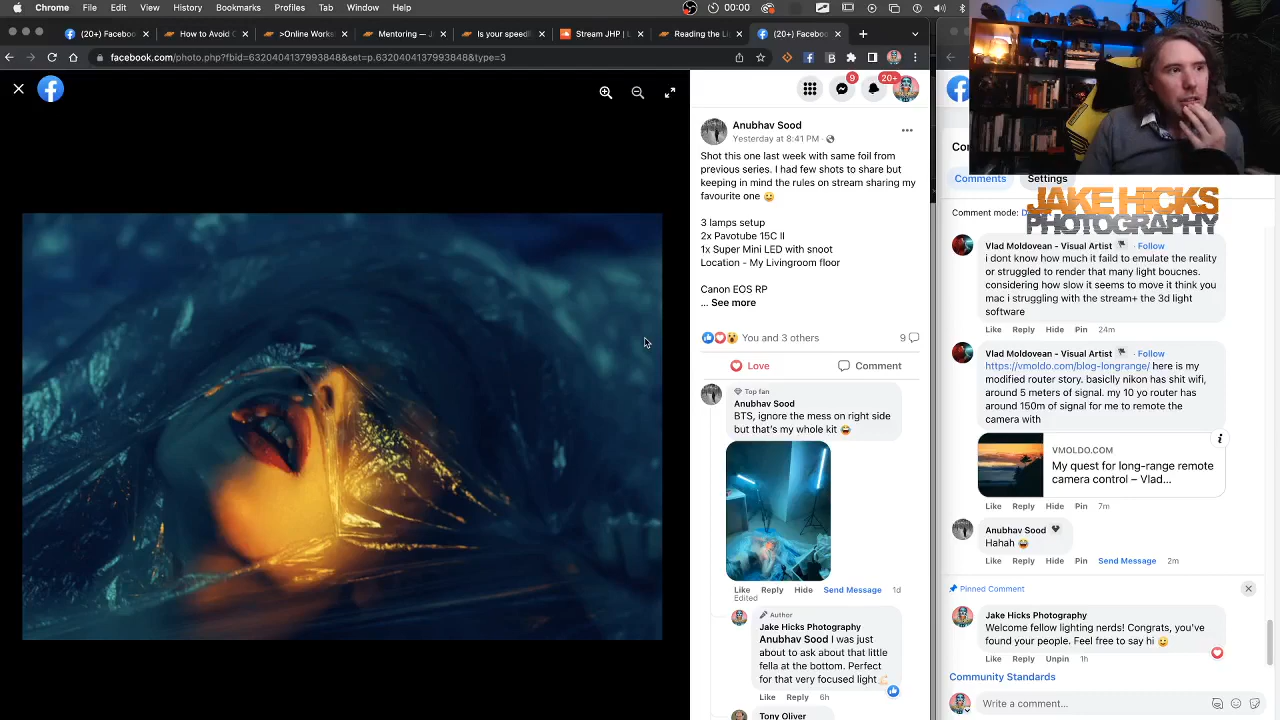 Chrome File Edit View History Bookmarks Profiles Tab Window Help
00:00
(20+) Faceboo
How to Avoid C
>Online Works
Mentoring — J
Is your speedl
Stream JHP | L
Reading the Li
(20+) Facebo
facebook.com/photo.php?fbid=632040413799384&set=p.632040413799384&type=3
9
20+
Anubhav Sood
Yesterday at 8:41 PM ·
Shot this one last week with same foil from
previous series. I had few shots to share but
keeping in mind the rules on stream sharing my
favourite one
3 lamps setup
2x Pavotube 15C II
1x Super Mini LED with snoot
Location - My Livingroom floor
Canon EOS RP
... See more
You and 3 others
9
Love
Comment
Top fan
Anubhav Sood
BTS, ignore the mess on right side
but that's my whole kit
Like Reply Hide Send Message 1d
Edited
Author
Jake Hicks Photography
Anubhav Sood I was just
about to ask about that little
fella at the bottom. Perfect
for that very focused light
Like Reply 6h
Tony Oliver
Comments
Settings
JAKE HICKS
PHOTOGRAPHY
Comment mode:
Vlad Moldovean - Visual Artist · Follow
i dont know how much it faild to emulate the reality
or struggled to render that many light boucnes.
considering how slow it seems to move it think you
mac i struggling with the stream+ the 3d light
software
Like Reply Hide Pin 24m
Vlad Moldovean - Visual Artist · Follow
https://vmoldo.com/blog-longrange/ here is my
modified router story. basiclly nikon has shit wifi,
around 5 meters of signal. my 10 yo router has
around 150m of signal for me to remote the
camera with
VMOLDO.COM
My quest for long-range remote
camera control – Vlad...
Like Reply Hide Pin 7m
Anubhav Sood
Hahah
Like Reply Hide Pin Send Message 2m
Pinned Comment
Jake Hicks Photography
Welcome fellow lighting nerds! Congrats, you've
found your people. Feel free to say hi
Like Reply Unpin 1h
Community Standards
Write a comment...